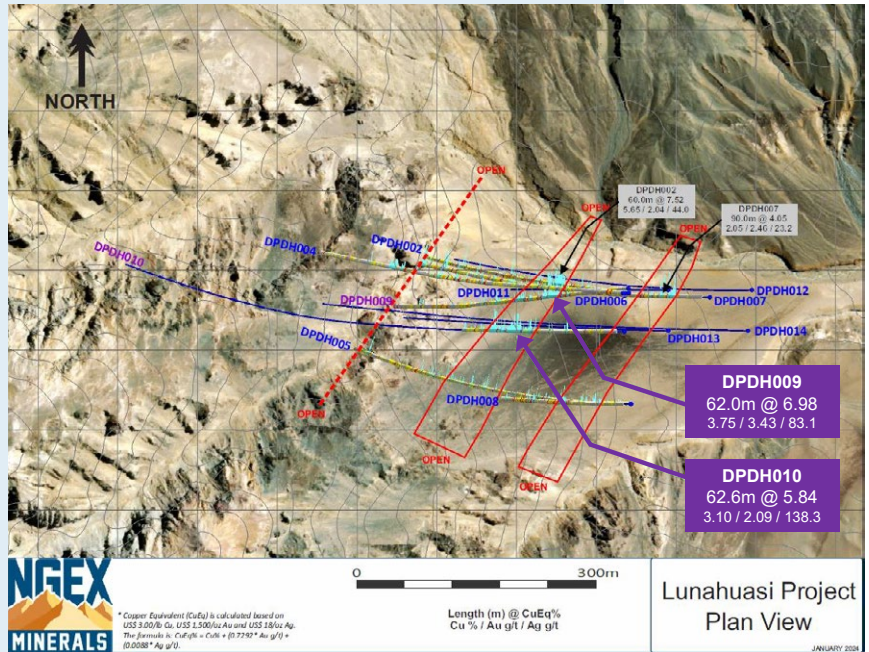 NORTH
OPEN
DPDH002
60.0m @ 7.52
5.65 / 2.04 / 44.0
OPEN
DPDH007
90.0m @ 4.05
2.05 / 2.46 / 23.2
OPEN
DPDH010
DPDH004
DPDH002
DPDH009
DPDH011
DPDH006
DPDH012
DPDH007
DPDH005
DPDH013
DPDH014
DPDH008
OPEN
OPEN
OPEN
DPDH009
62.0m @ 6.98
3.75 / 3.43 / 83.1
DPDH010
62.6m @ 5.84
3.10 / 2.09 / 138.3
NGEX
MINERALS
* Copper Equivalent (CuEq) is calculated based on
US$ 3.00/lb Cu, US$ 1,500/oz Au and US$ 18/oz Ag.
The formula is: CuEq% = Cu% + (0.7292* Au g/t) +
(0.0088* Ag g/t).
0 300m
Length (m) @ CuEq%
Cu % / Au g/t / Ag g/t
Lunahuasi Project
Plan View
JANUARY 2024